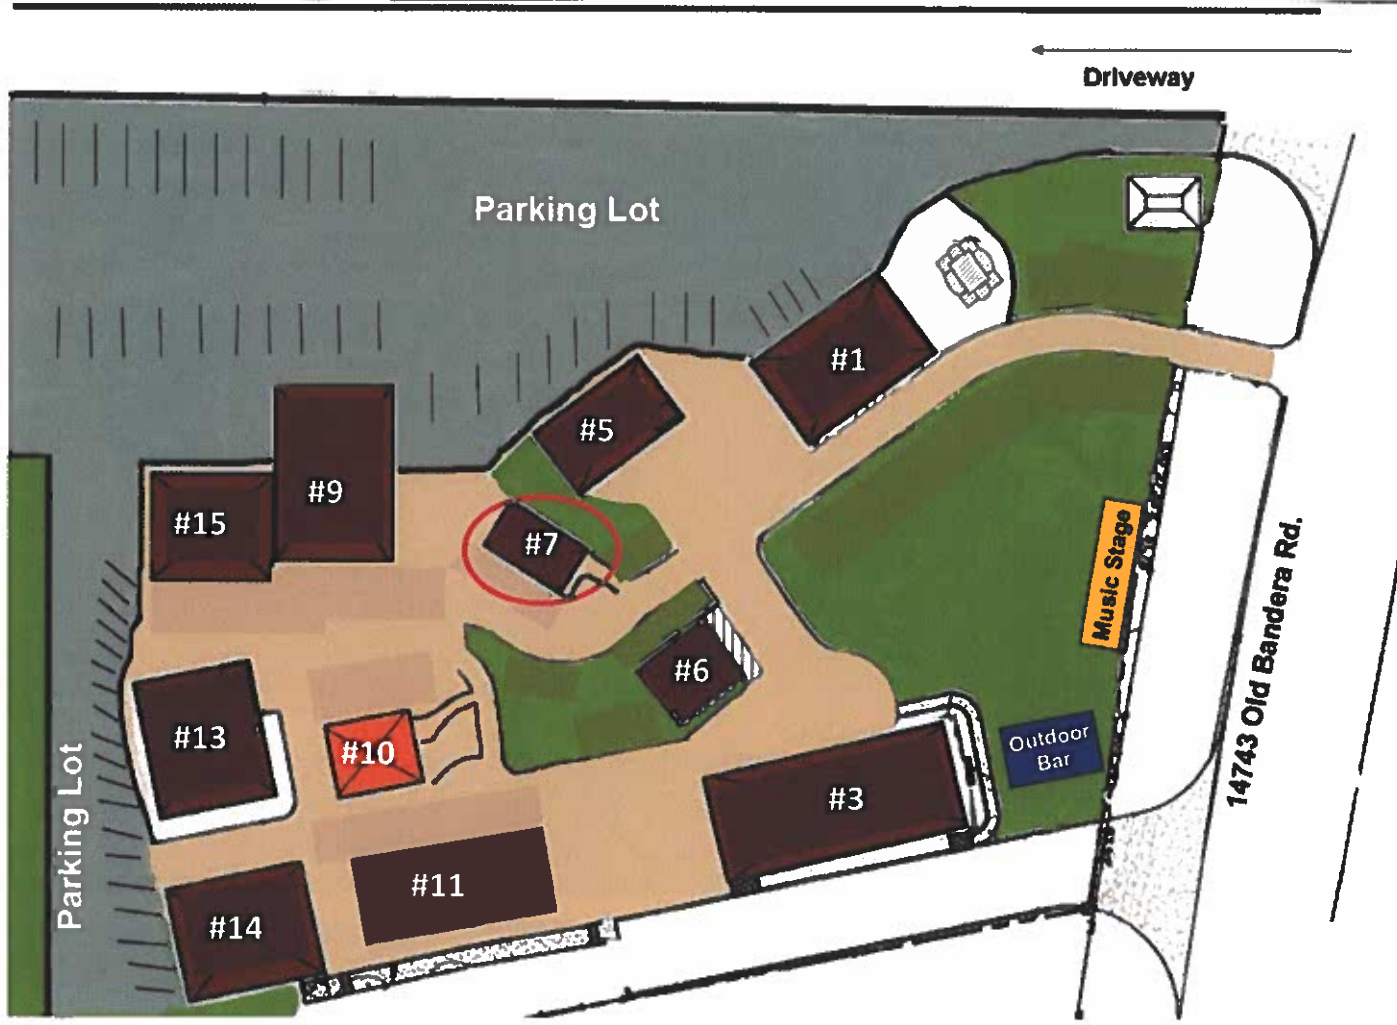 Driveway
Parking Lot
#1
#5
#9
#15
#7
Music Stage
14743 Old Bandera Rd.
#6
#13
#10
Outdoor
Bar
#3
Parking Lot
#11
#14